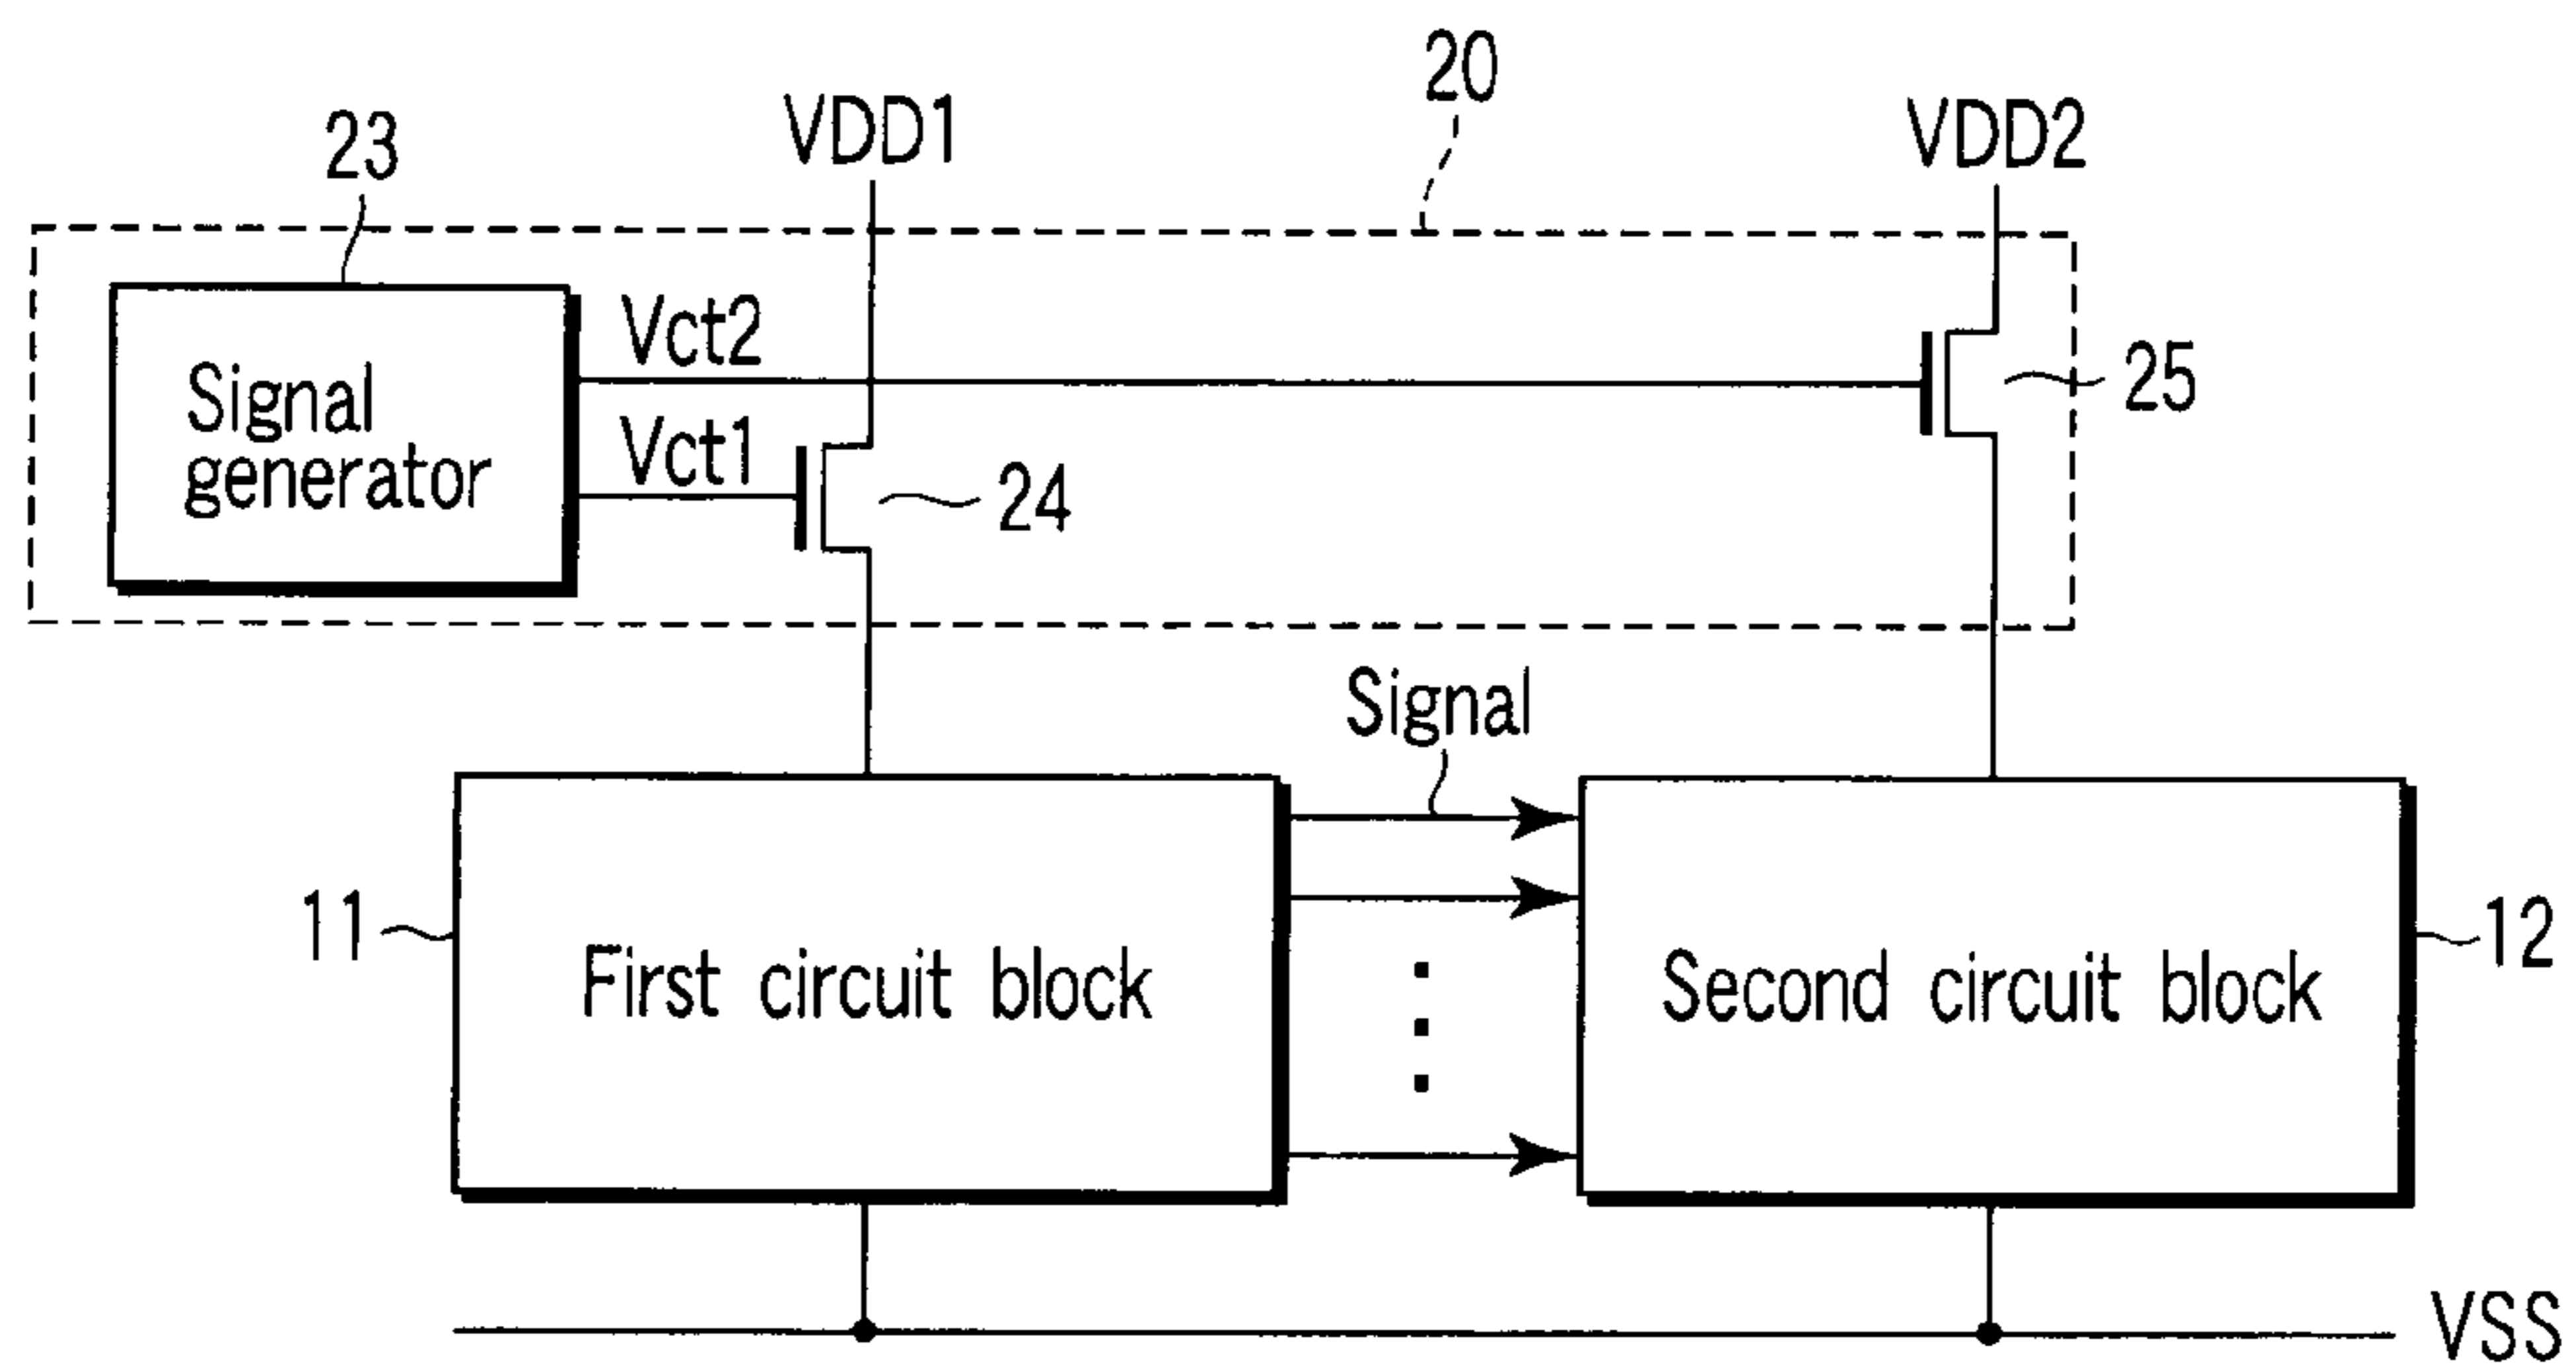 20
VDD1
VDD2
23
Vct2
Signal
generator
25
Vct1
24
Signal
11
First circuit block
Second circuit block
12
VSS